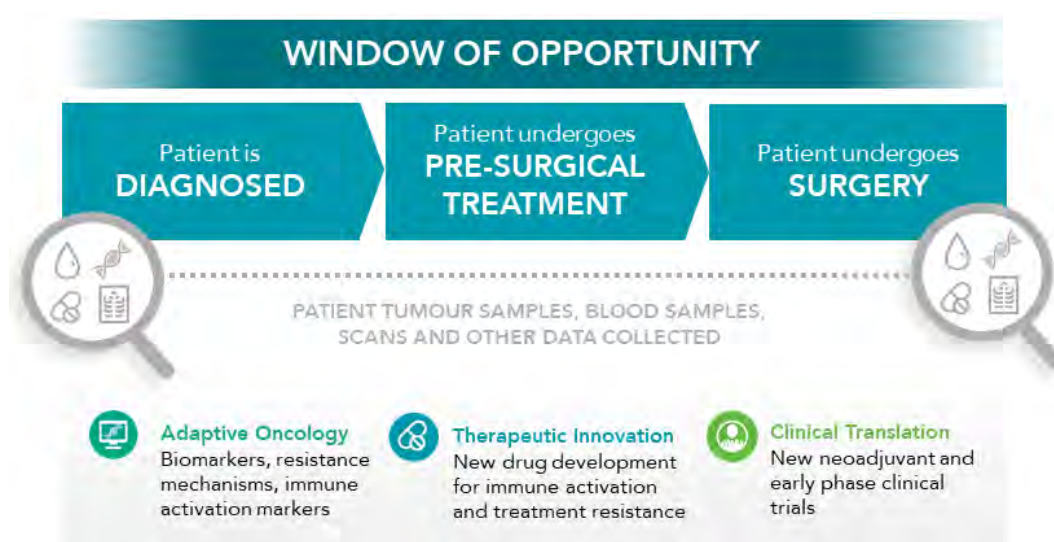 WINDOW OF OPPORTUNITY
Patient is
DIAGNOSED
Patient undergoes
PRE-SURGICAL
TREATMENT
Patient undergoes
SURGERY
PATIENT TUMOUR SAMPLES, BLOOD SAMPLES,
SCANS AND OTHER DATA COLLECTED
Adaptive Oncology
Biomarkers, resistance
mechanisms, immune
activation markers
Therapeutic Innovation
New drug development
for immune activation
and treatment resistance
Clinical Translation
New neoadjuvant and
early phase clinical
trials